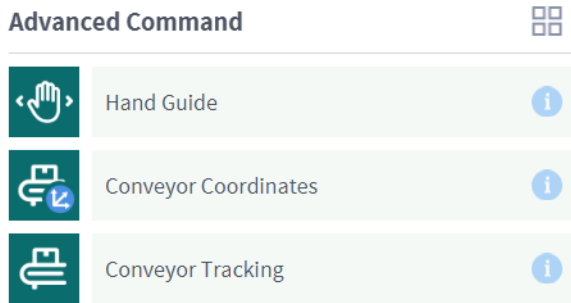 Advanced Command
Hand Guide
Conveyor Coordinates
Conveyor Tracking